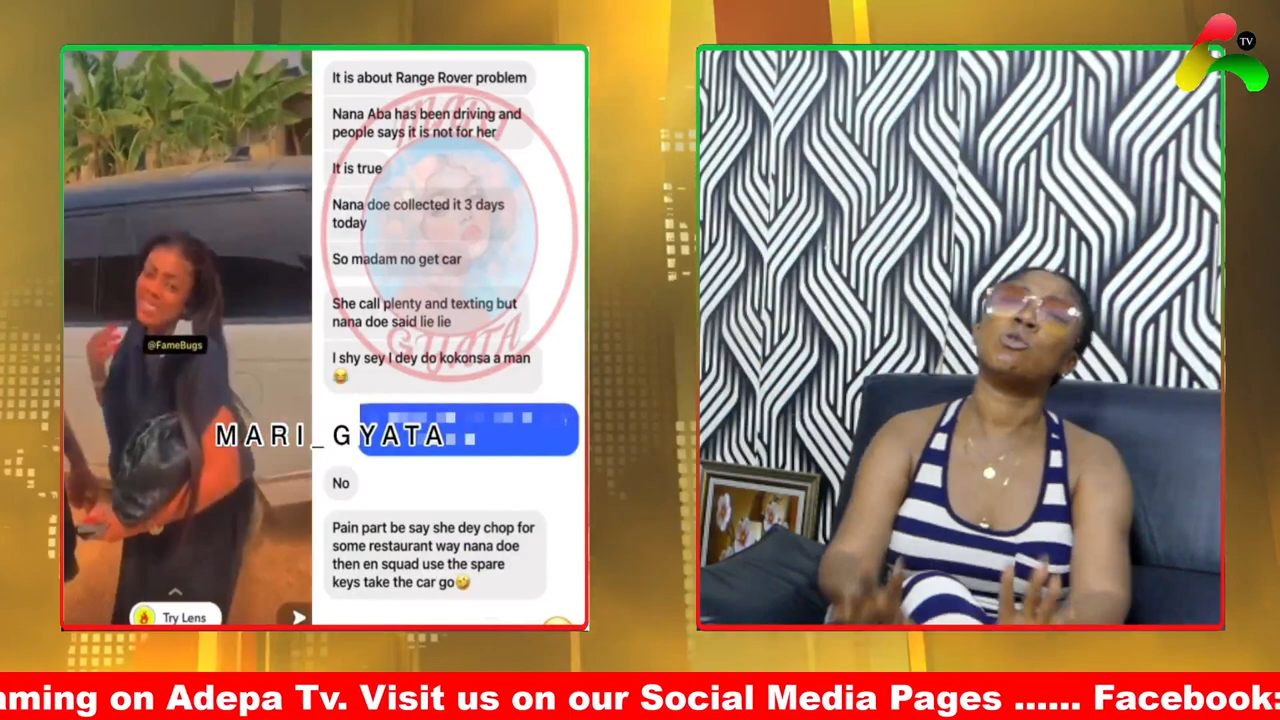 TV
It is about Range Rover problem
Nana Aba has been driving and
people says it is not for her
It is true
Nana doe collected it 3 days
today
So madam no get car
She call plenty and texting but
nana doe said lie lie
I shy sey I dey do kokonsa a man
@FameBugs
MARI_GYATA
No
Pain part be say she dey chop for
some restaurant way nana doe
then en squad use the spare
keys take the car go
Try Lens
GYATA
mming on Adepa Tv. Visit us on our Social Media Pages ...... Facebook: